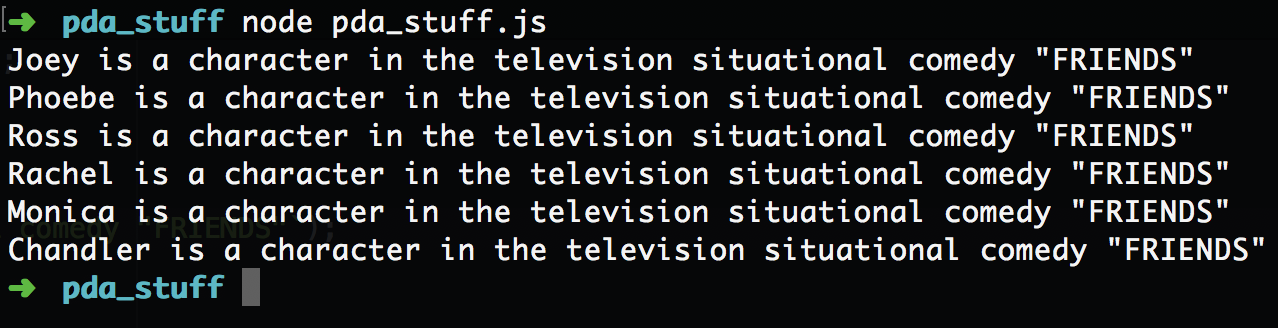 ➜ pda_stuff node pda_stuff.js
Joey is a character in the television situational comedy "FRIENDS"
Phoebe is a character in the television situational comedy "FRIENDS"
Ross is a character in the television situational comedy "FRIENDS"
Rachel is a character in the television situational comedy "FRIENDS"
Monica is a character in the television situational comedy "FRIENDS"
comedy "FRIENDS" );
Chandler is a character in the television situational comedy "FRIENDS"
➜ pda_stuff